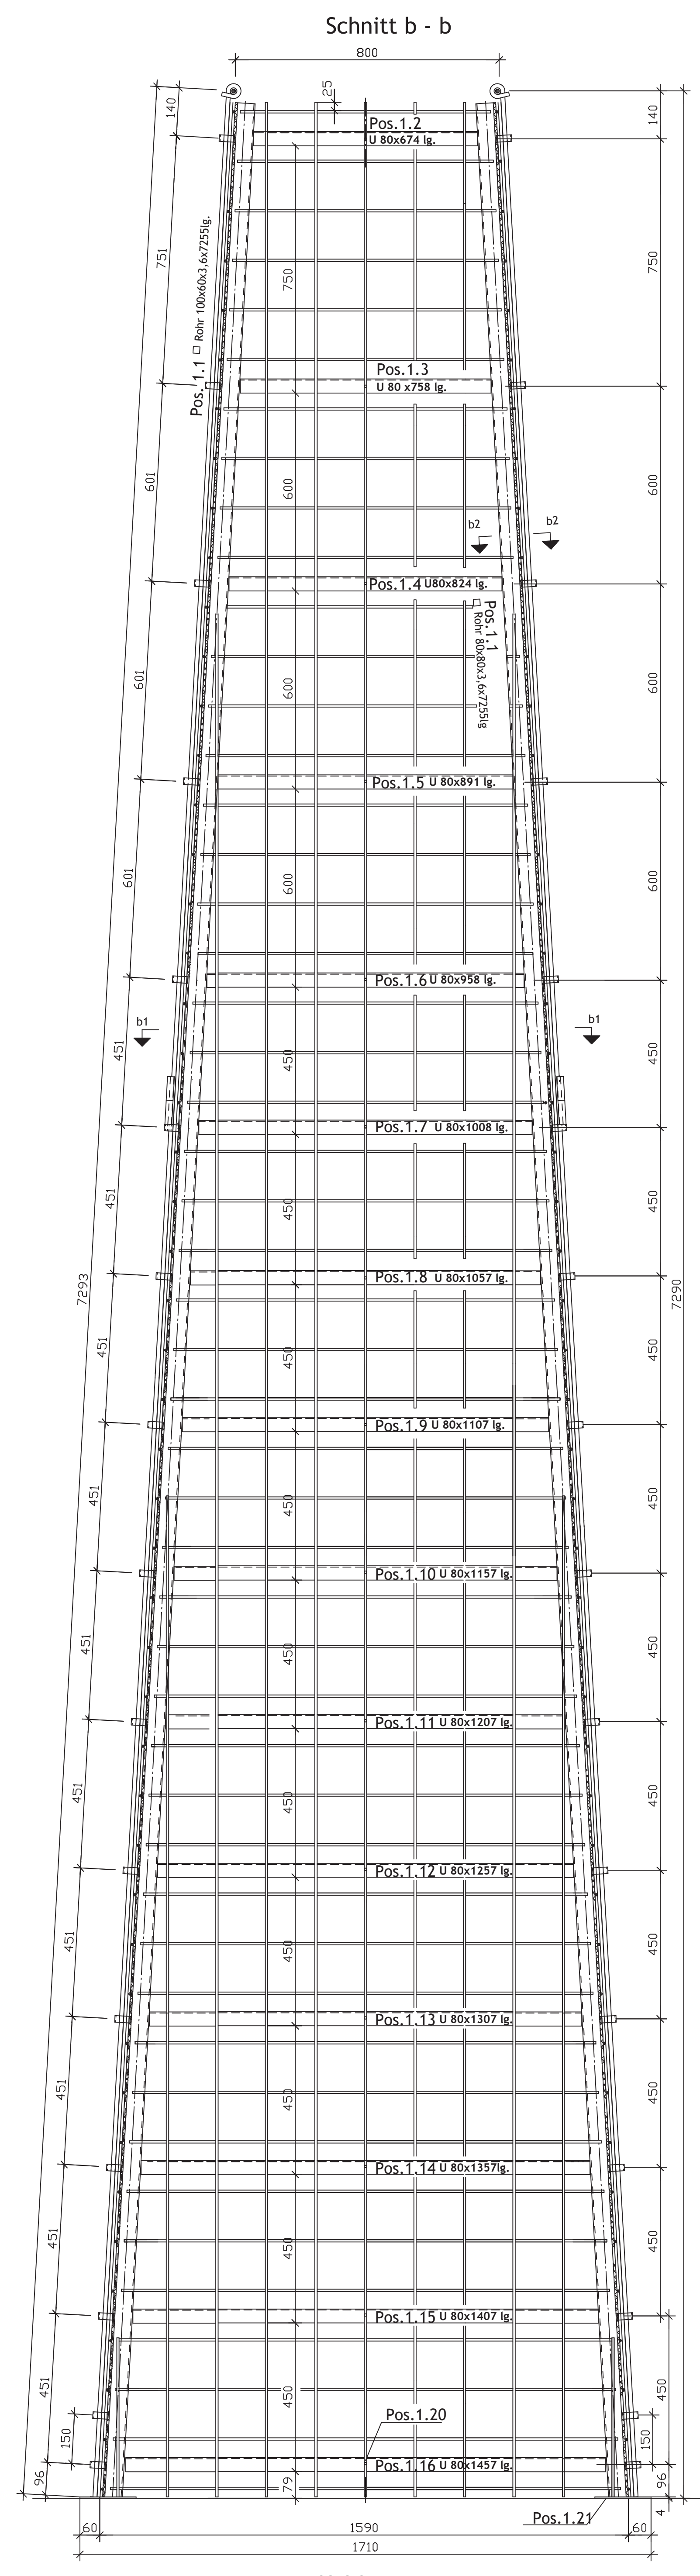 Schnitt b - b
800
25
140
140
Pos.1.2
U 80x674 lg.
751
750
750
Pos. 1.1 □ Rohr 100x60x3,6x7255lg.
Pos.1.3
U 80 x758 lg.
601
600
600
b2
b2
Pos.1.4 U80x824 lg.
Pos.1.1
□ Rohr 80x80x3,6x7255lg
601
600
600
Pos.1.5 U 80x891 lg.
601
600
600
Pos.1.6 U 80x958 lg.
b1
b1
451
450
450
Pos.1.7 U 80x1008 lg.
451
450
450
Pos.1.8 U 80x1057 lg.
7293
7290
451
450
450
Pos.1.9 U 80x1107 lg.
451
450
450
Pos.1.10 U 80x1157 lg.
451
450
450
Pos.1.11 U 80x1207 lg.
451
450
450
Pos.1.12 U 80x1257 lg.
451
450
450
Pos.1.13 U 80x1307 lg.
451
450
450
Pos.1.14 U 80x1357lg.
451
450
450
Pos.1.15 U 80x1407 lg.
451
450
450
150
150
Pos.1.20
Pos.1.16 U 80x1457 lg.
96
79
96
4
Pos.1.21
60
1590
60
1710